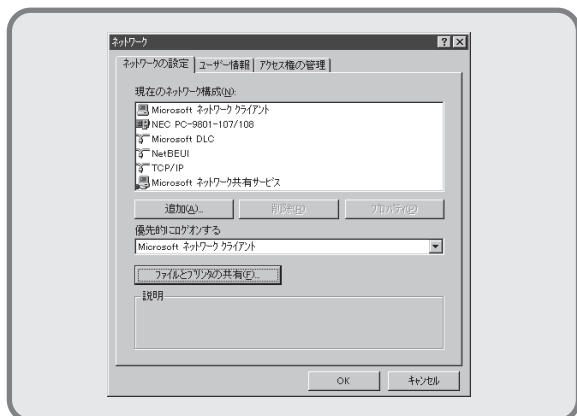 ネットワーク
ネットワークの設定 ユーザー情報 アクセス権の管理
現在のネットワーク構成(N):
Microsoft ネットワーク クライアント
NEC PC-9801-107/108
Microsoft DLC
NetBEUI
TCP/IP
Microsoft ネットワーク共有サービス
追加(A)... 削除(E) プロパティ(R)
優先的にログオンする
Microsoft ネットワーク クライアント
ファイルとプリンタの共有(F)...
説明
OK キャンセル